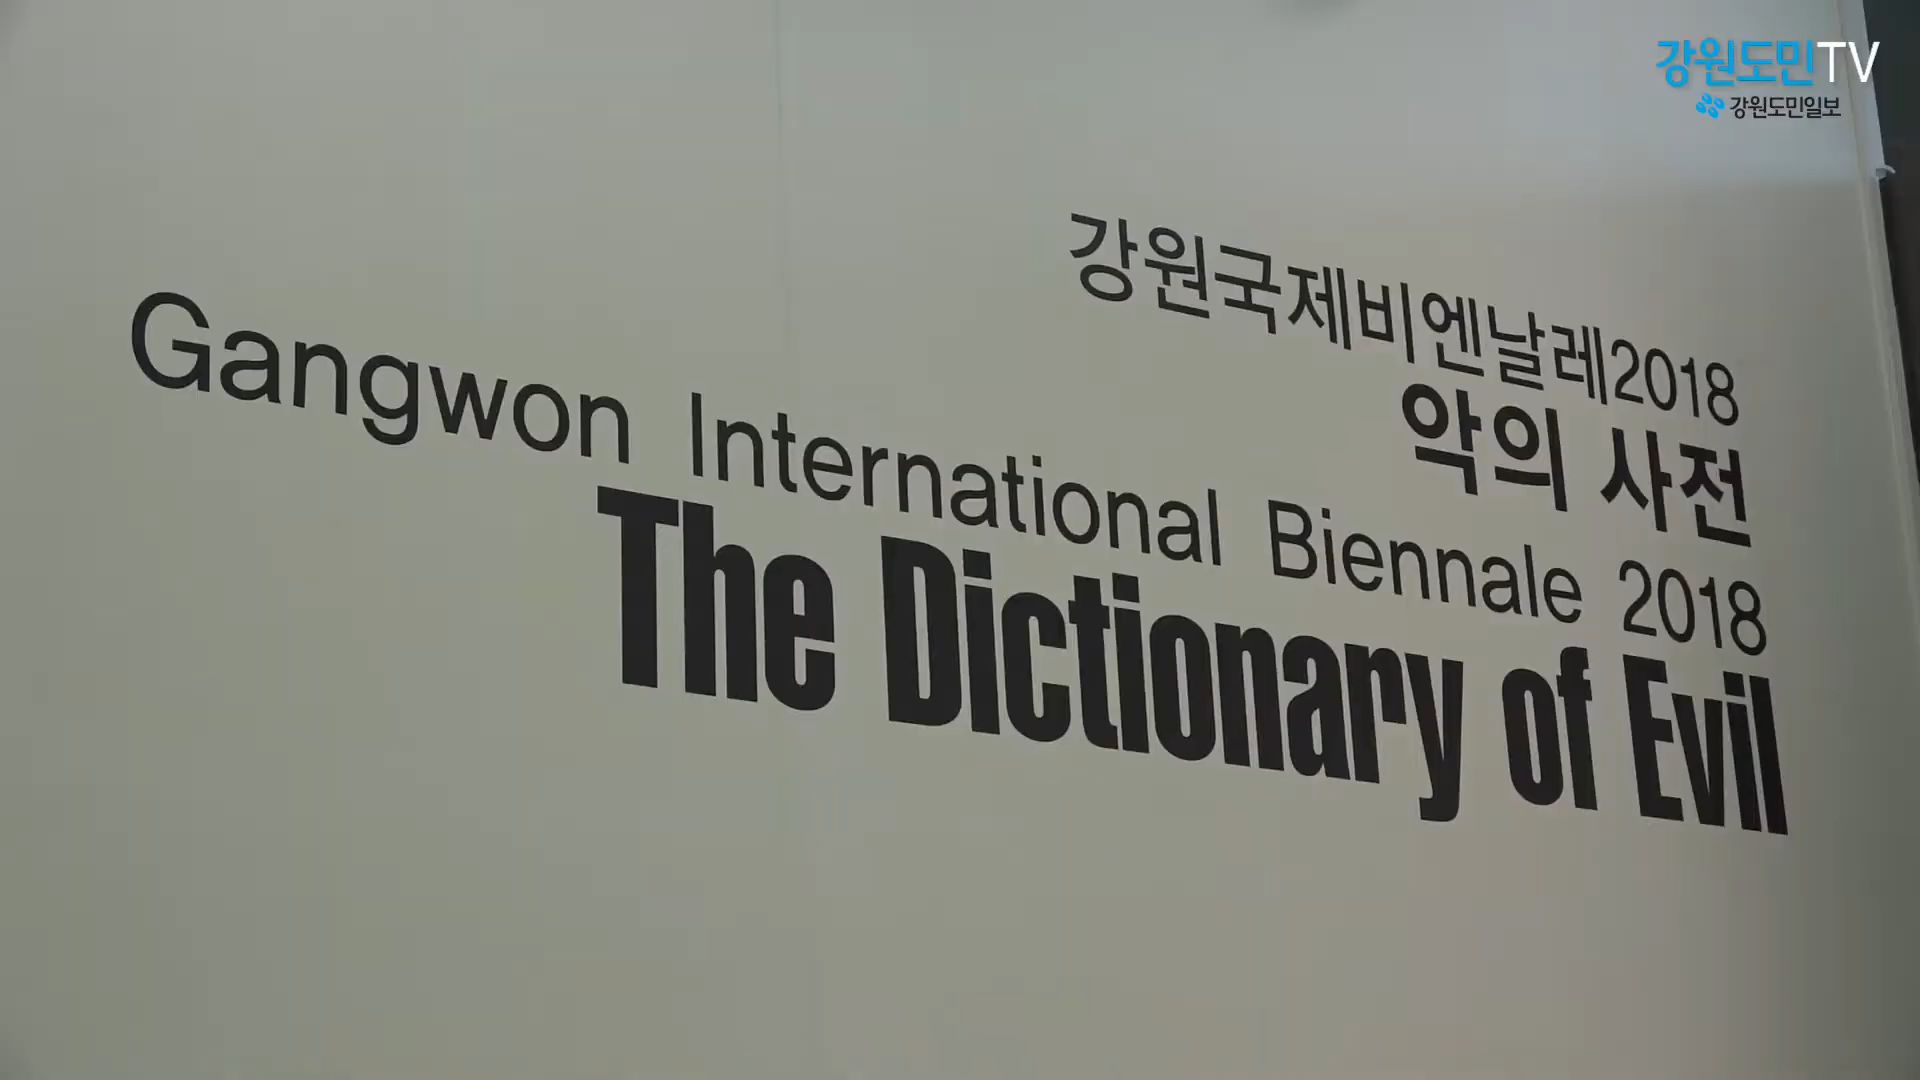 강원도민TV
강원도민일보
강원국제비엔날레2018
악의 사전
Gangwon International Biennale 2018
The Dictionary of Evil